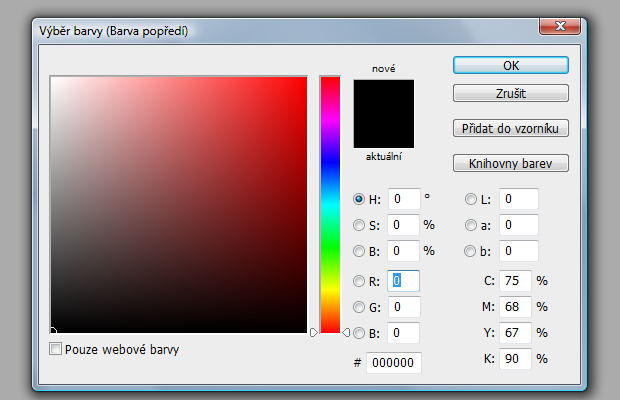 Výběr barvy (Barva popředí)
nové
aktuální
OK
Zrušit
Přidat do vzorníku
Knihovny barev
H: 0 °
S: 0 %
B: 0 %
R: 0
G: 0
B: 0
# 000000
L: 0
a: 0
b: 0
C: 75 %
M: 68 %
Y: 67 %
K: 90 %
Pouze webové barvy